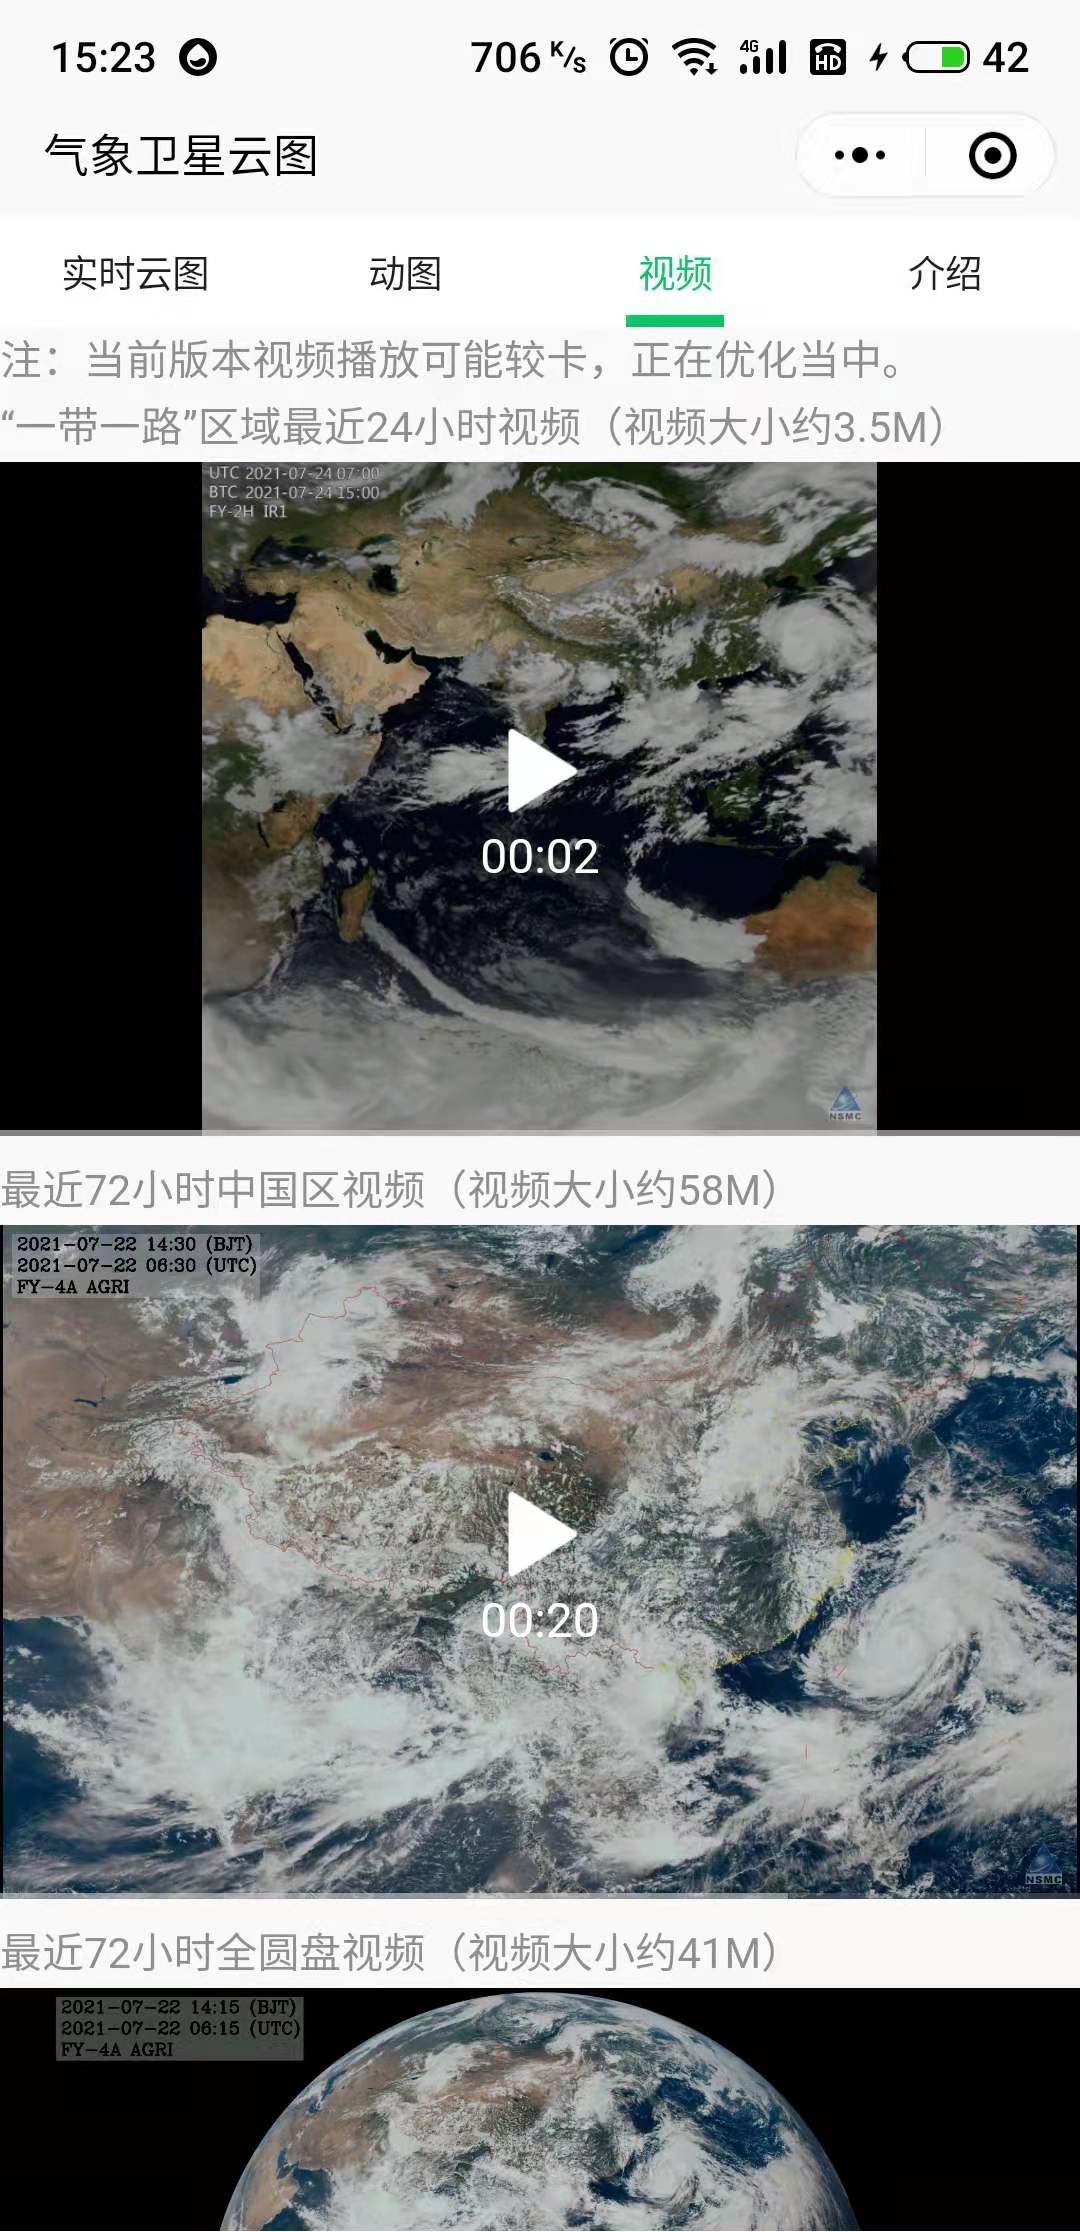 15:23
706 K/s 4G HD 42
气象卫星云图
实时云图 动图 视频 介绍
注：当前版本视频播放可能较卡，正在优化当中。
“一带一路”区域最近24小时视频（视频大小约3.5M）
UTC 2021-07-24 07:00
BTC 2021-07-24 15:00
FY-2H IR1
00:02
NSMC
最近72小时中国区视频（视频大小约58M）
2021-07-22 14:30 (BJT)
2021-07-22 06:30 (UTC)
FY-4A AGRI
00:20
NSMC
最近72小时全圆盘视频（视频大小约41M）
2021-07-22 14:15 (BJT)
2021-07-22 06:15 (UTC)
FY-4A AGRI